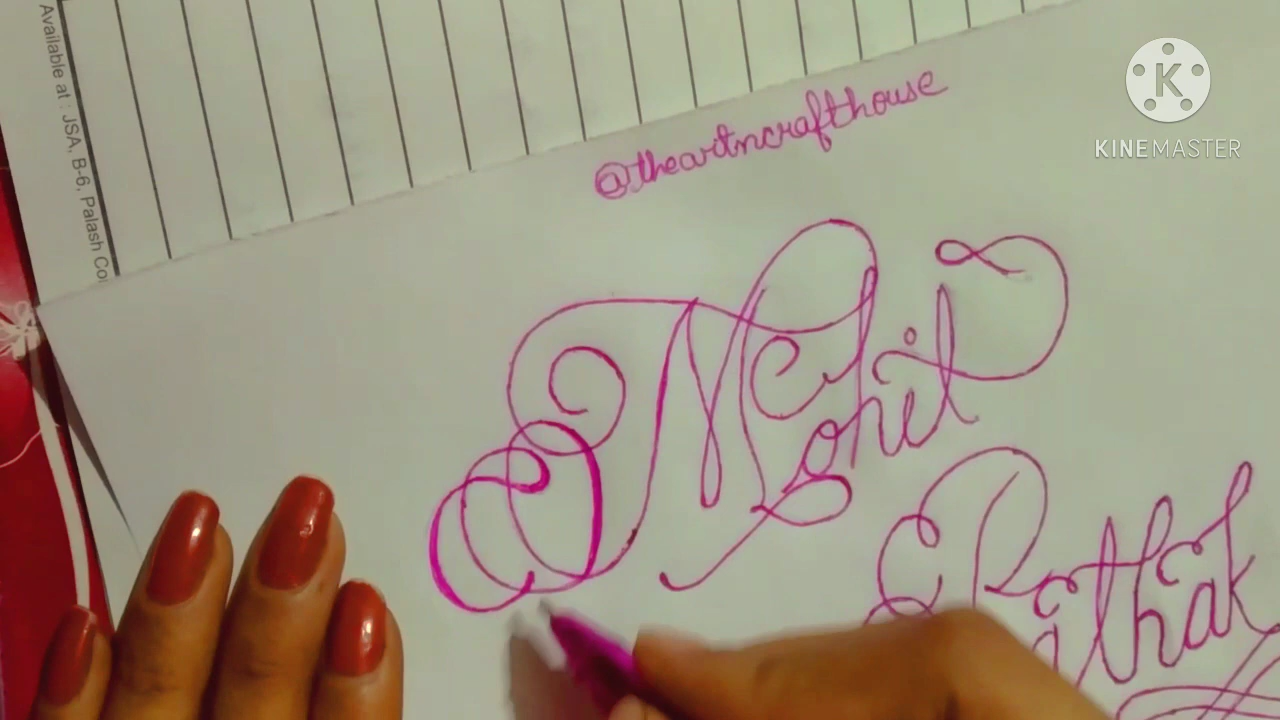 Available at : JSA, B-6, Palash Co
KINEMASTER
@theartncrafthouse
Mohit
Pathak